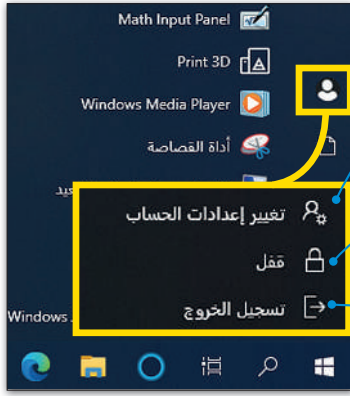 Math Input Panel
Print 3D
Windows Media Player
أداة القصاصة
تغيير إعدادات الحساب
قفل
تسجيل الخروج
Windows